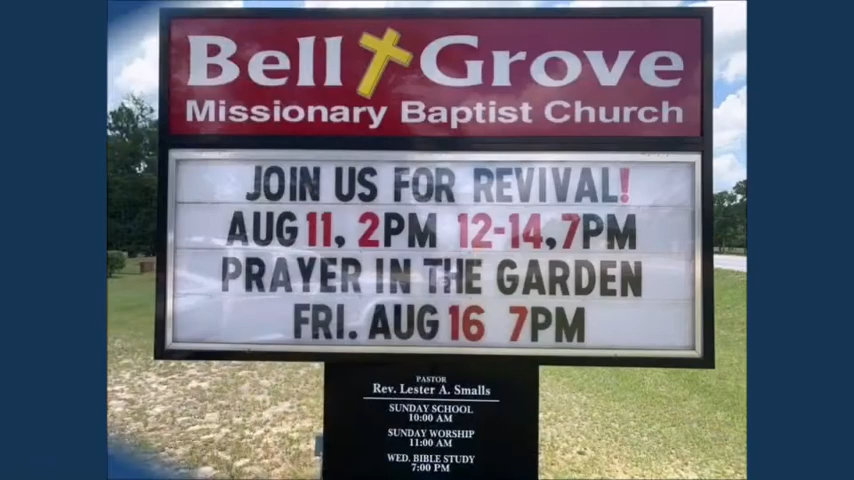 Bell Grove
Missionary Baptist Church
JOIN US FOR REVIVAL!
AUG 11, 2PM 12-14, 7PM
PRAYER IN THE GARDEN
FRI. AUG 16 7PM
PASTOR
Rev. Lester A. Smalls
SUNDAY SCHOOL
10:00 AM
SUNDAY WORSHIP
11:00 AM
WED. BIBLE STUDY
7:00 PM